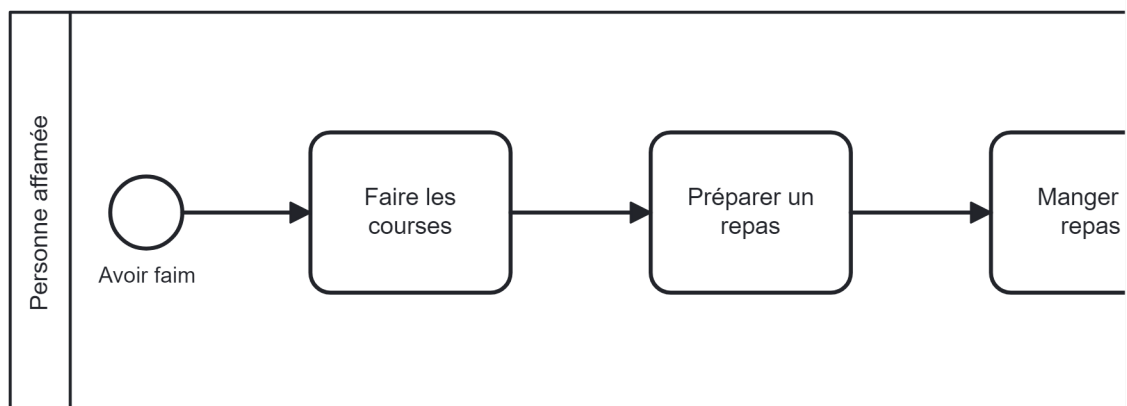 Personne affamée
Avoir faim
Faire les
courses
Préparer un
repas
Manger
repas